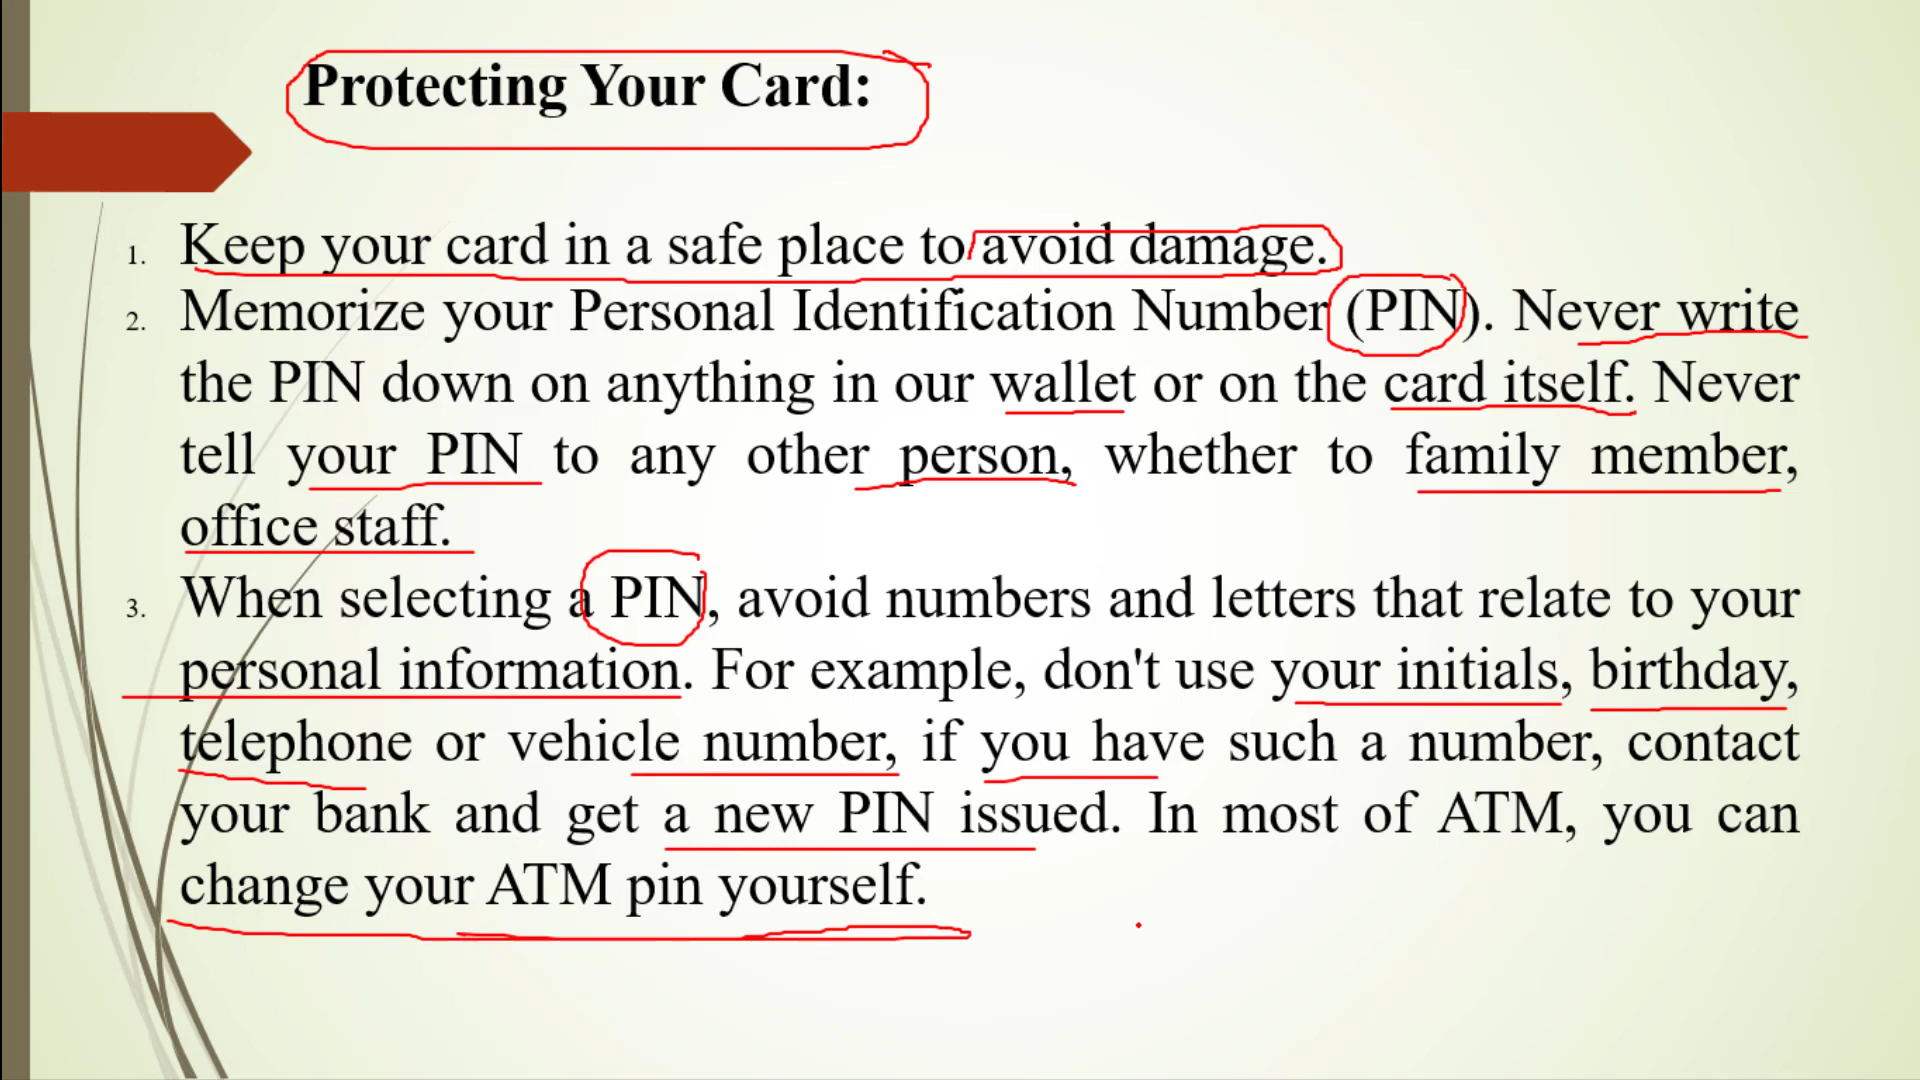 Protecting Your Card:
1. Keep your card in a safe place to avoid damage.
2. Memorize your Personal Identification Number (PIN). Never write
the PIN down on anything in our wallet or on the card itself. Never
tell your PIN to any other person, whether to family member,
office staff.
3. When selecting a PIN, avoid numbers and letters that relate to your
personal information. For example, don't use your initials, birthday,
telephone or vehicle number, if you have such a number, contact
your bank and get a new PIN issued. In most of ATM, you can
change your ATM pin yourself.